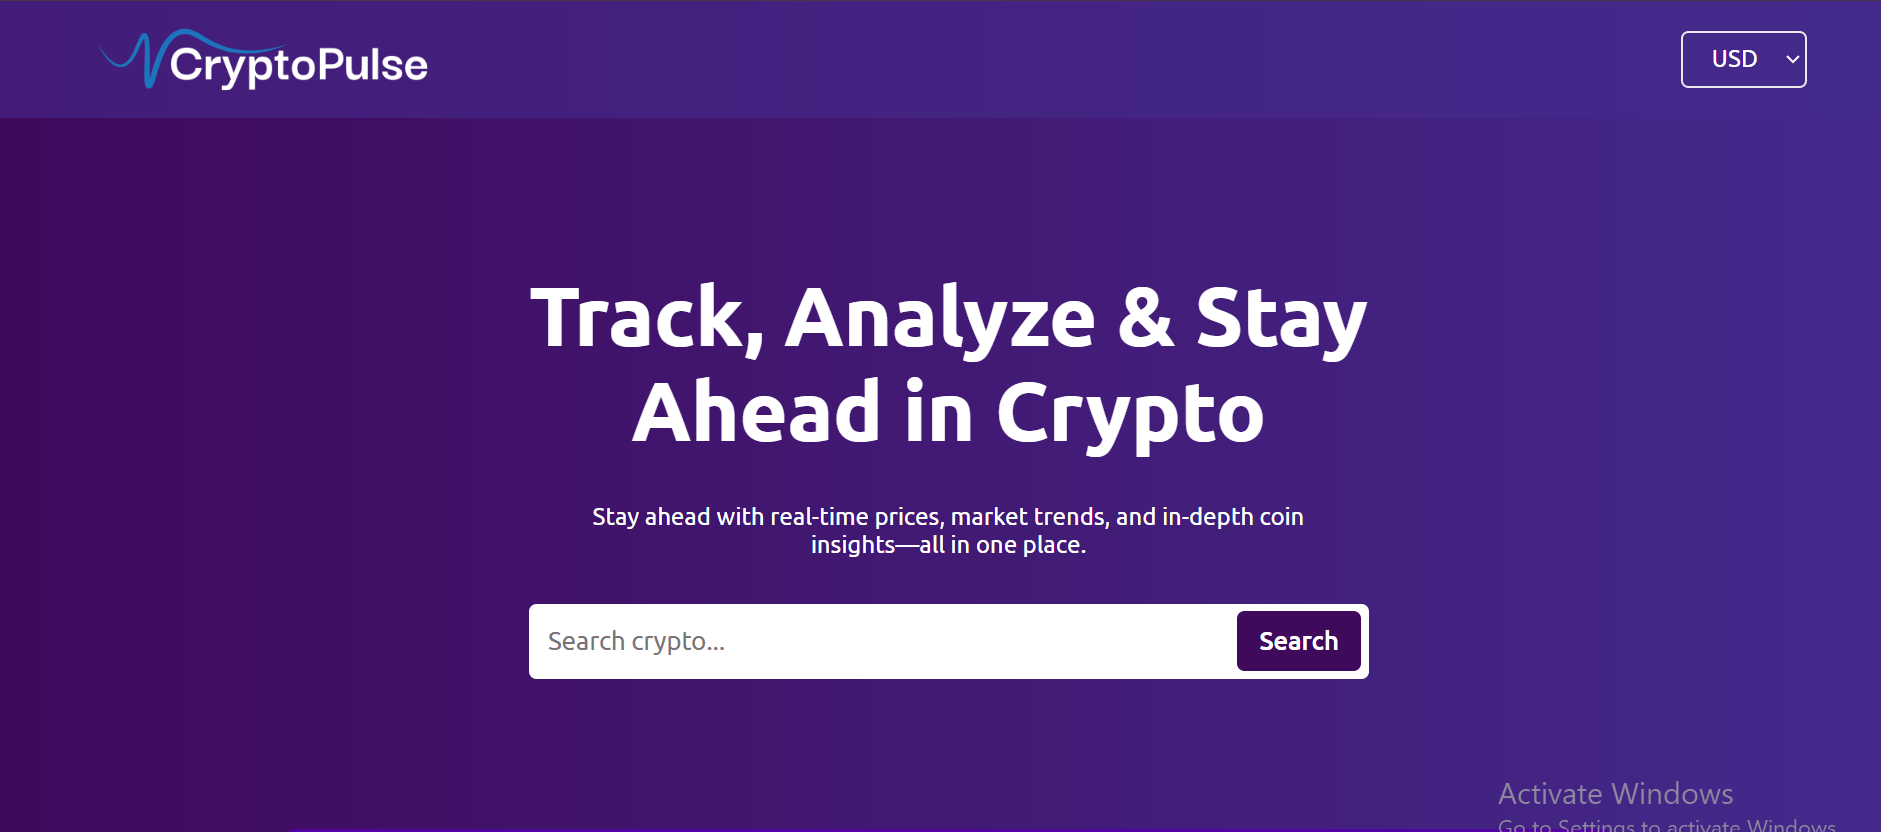 CryptoPulse
USD
Track, Analyze & Stay
Ahead in Crypto
Stay ahead with real-time prices, market trends, and in-depth coin
insights—all in one place.
Search crypto...
Search
Activate Windows
Go to Settings to activate Windows.